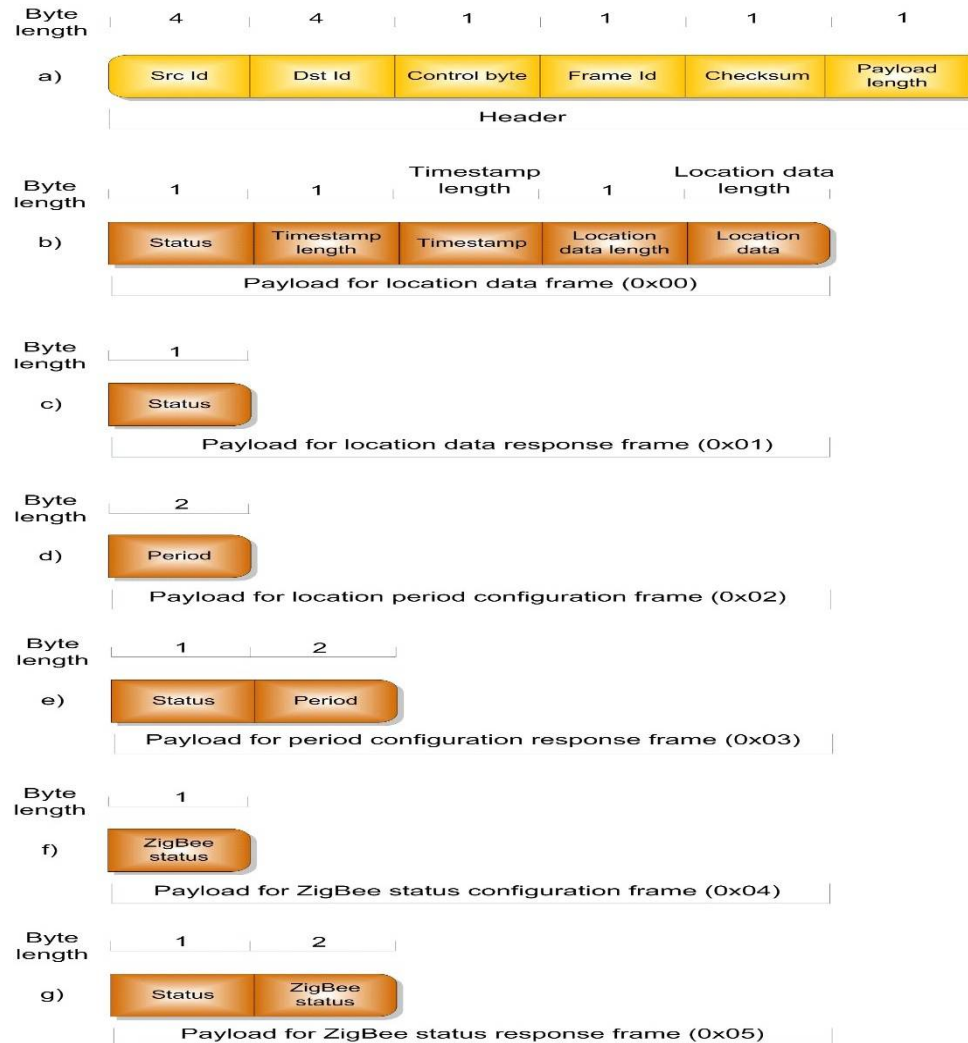 Byte
length
4 4 1 1 1 1
a)
Src Id Dst Id Control byte Frame Id Checksum Payload
length
Header
Byte
length
1 1 Timestamp
length 1 Location data
length
b)
Status Timestamp
length Timestamp Location
data length Location
data
Payload for location data frame (0x00)
Byte
length
1
c)
Status
Payload for location data response frame (0x01)
Byte
length
2
d)
Period
Payload for location period configuration frame (0x02)
Byte
length
1 2
e)
Status Period
Payload for period configuration response frame (0x03)
Byte
length
1
f)
ZigBee
status
Payload for ZigBee status configuration frame (0x04)
Byte
length
1 2
g)
Status ZigBee
status
Payload for ZigBee status response frame (0x05)